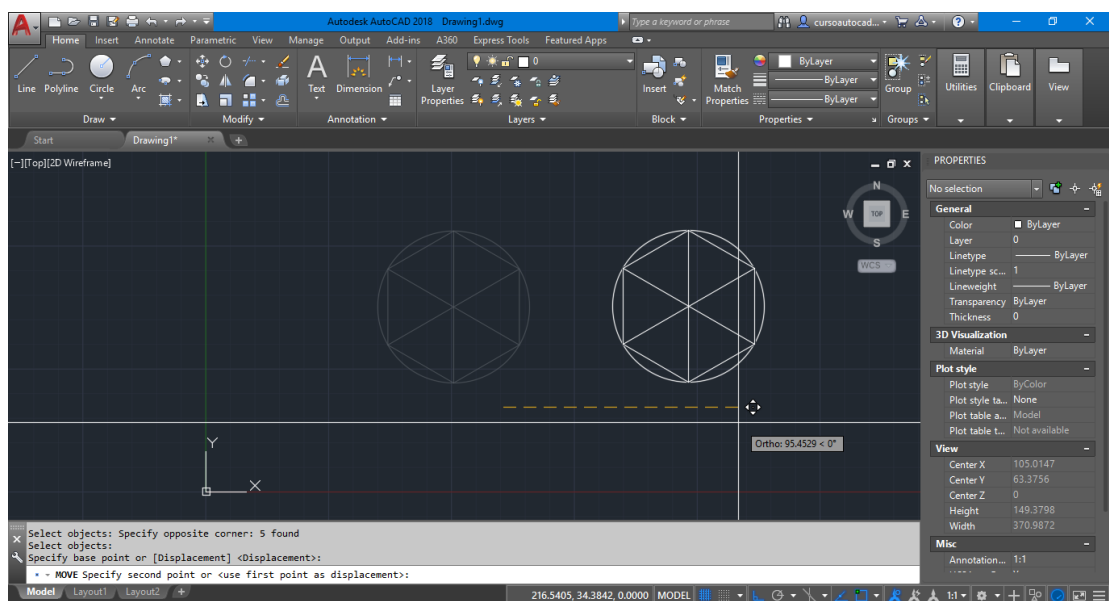 Autodesk AutoCAD 2018 Drawing1.dwg
Type a keyword or phrase
cursoautocad...
Home Insert Annotate Parametric View Manage Output Add-ins A360 Express Tools Featured Apps
Line Polyline Circle Arc
Text Dimension
Layer Properties
0
Insert
Match Properties
ByLayer
ByLayer
ByLayer
Group
Utilities Clipboard View
Draw Modify Annotation Layers Block Properties Groups
Start Drawing1*
[−][Top][2D Wireframe]
N
W TOP E
S
WCS
Ortho: 95.4529 < 0°
Y
X
PROPERTIES
No selection
General
Color ByLayer
Layer 0
Linetype ByLayer
Linetype sc... 1
Lineweight ByLayer
Transparency ByLayer
Thickness 0
3D Visualization
Material ByLayer
Plot style
Plot style ByColor
Plot style ta... None
Plot table a... Model
Plot table t... Not available
View
Center X 105.0147
Center Y 63.3756
Center Z 0
Height 149.3798
Width 370.9872
Misc
Annotation... 1:1
Select objects: Specify opposite corner: 5 found
Select objects:
Specify base point or [Displacement] <Displacement>:
MOVE Specify second point or <use first point as displacement>:
Model Layout1 Layout2 +
216.5405, 34.3842, 0.0000 MODEL 1:1